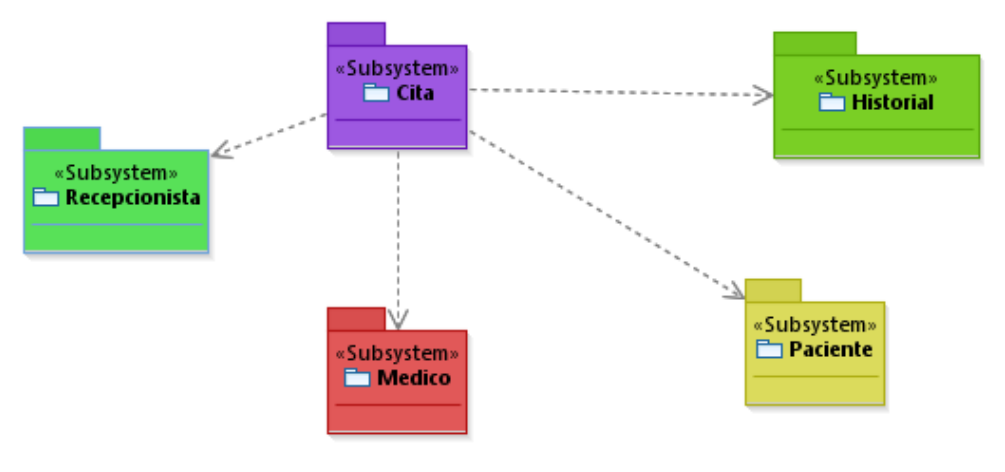 «Subsystem»
Cita
«Subsystem»
Historial
«Subsystem»
Recepcionista
«Subsystem»
Medico
«Subsystem»
Paciente